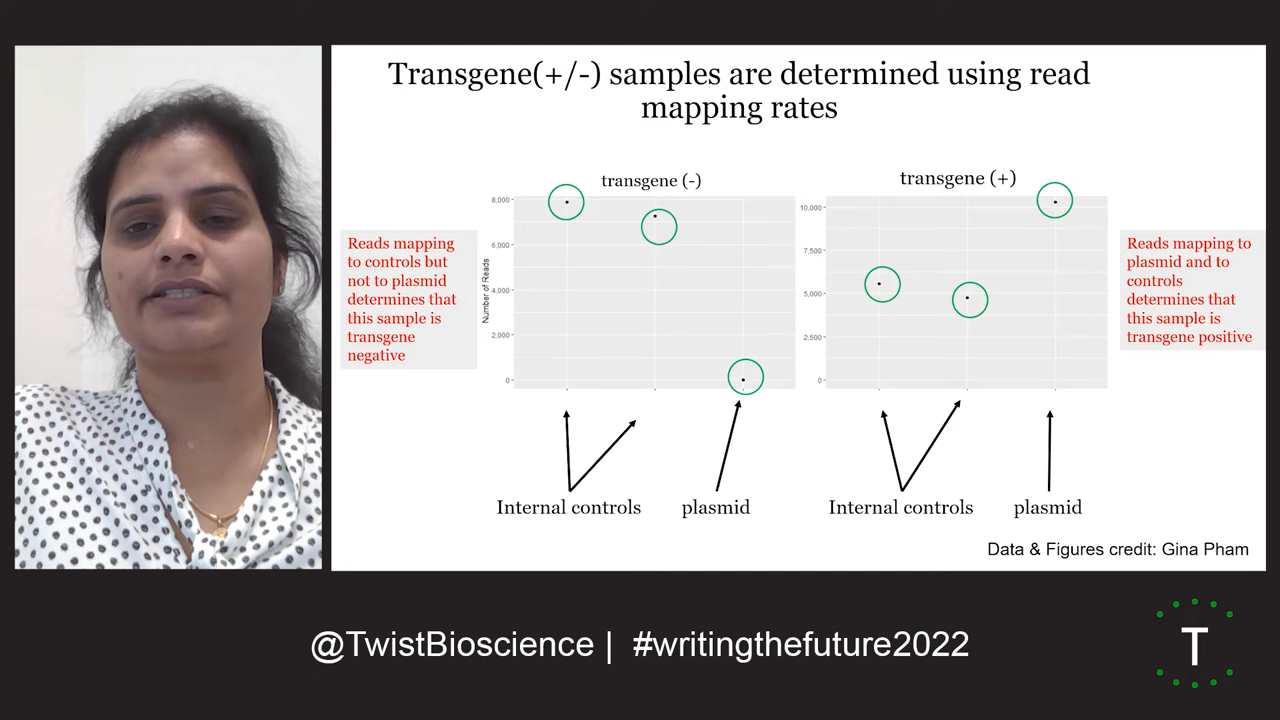 Transgene(+/-) samples are determined using read
mapping rates
Reads mapping
to controls but
not to plasmid
determines that
this sample is
transgene
negative
transgene (-)
Number of Reads
8,000
6,000
4,000
2,000
0
Internal controls
plasmid
transgene (+)
10,000
7,500
5,000
2,500
0
Internal controls
plasmid
Reads mapping to
plasmid and to
controls
determines that
this sample is
transgene positive
Data & Figures credit: Gina Pham
@TwistBioscience | #writingthefuture2022
T